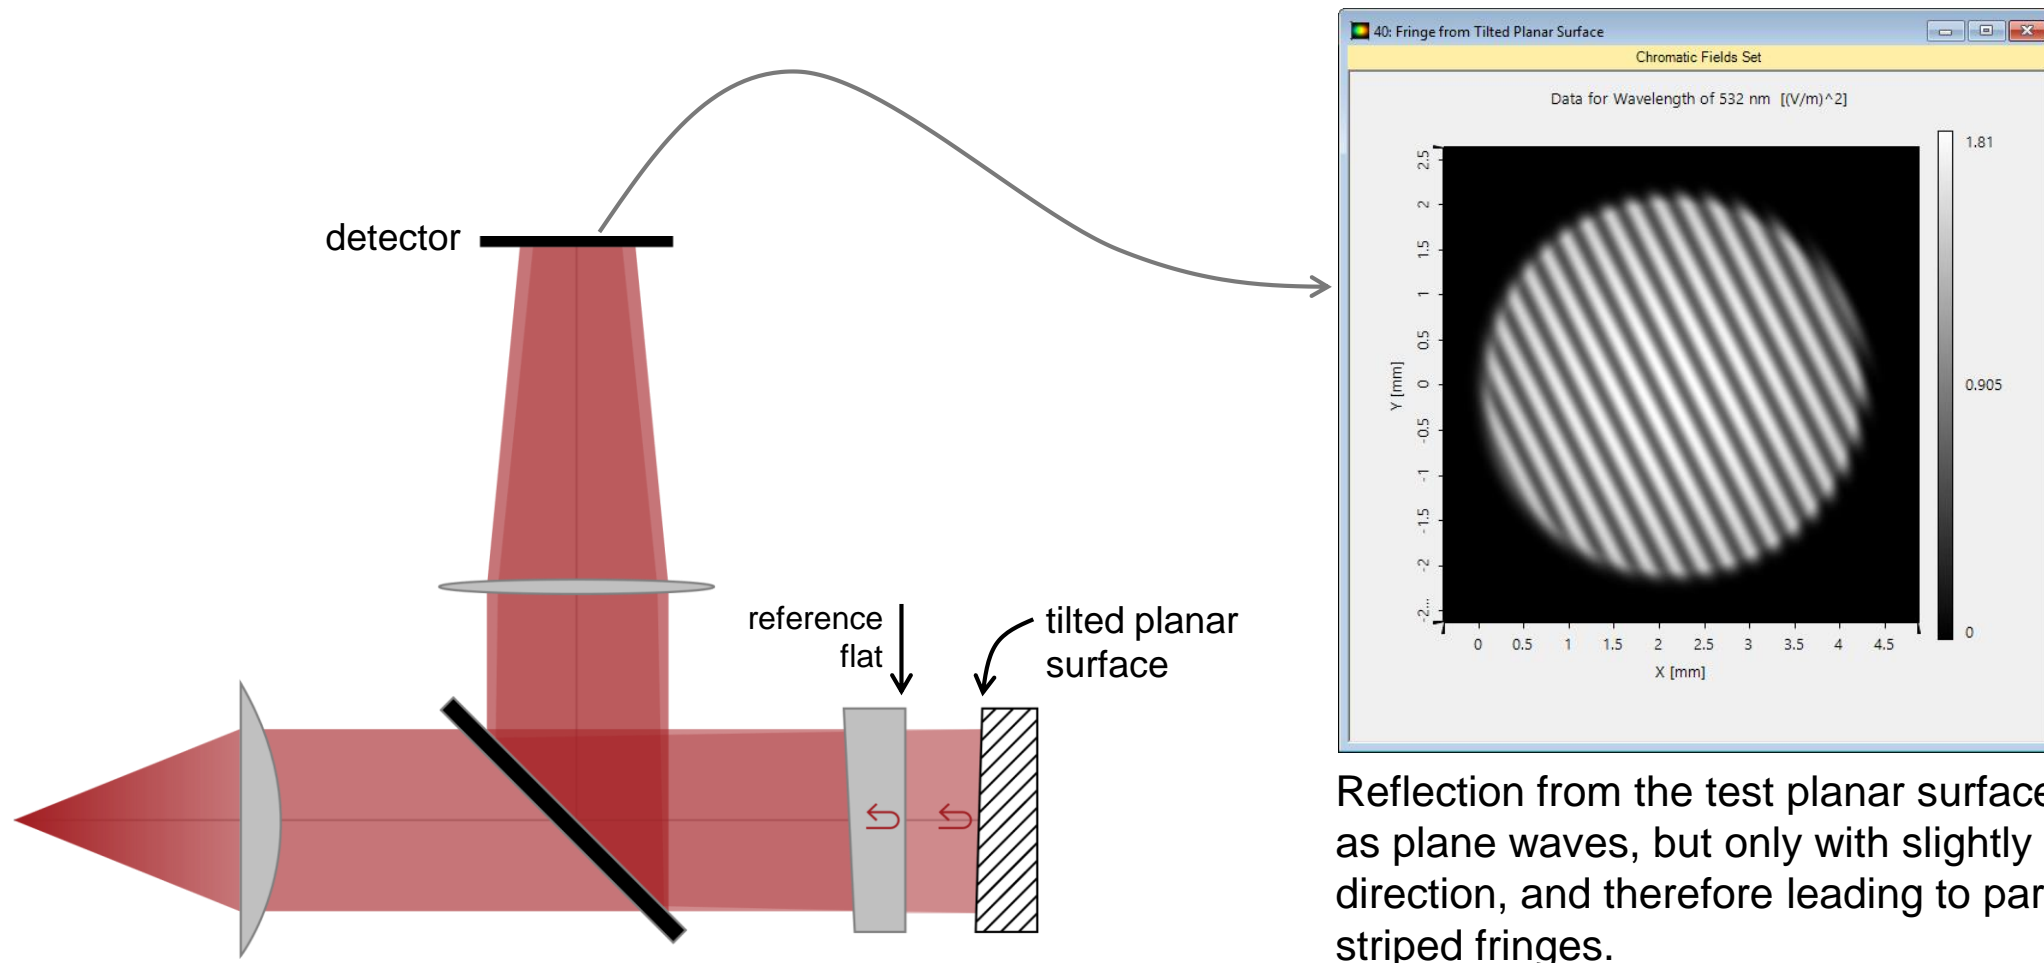 detector
reference
flat
tilted planar
surface
40: Fringe from Tilted Planar Surface
Chromatic Fields Set
Data for Wavelength of 532 nm  [(V/m)^2]
1.81
0.905
0
Y [mm]
2.5
2
1.5
1
0.5
0
-0.5
-1
-1.5
-2
-2...
0 0.5 1 1.5 2 2.5 3 3.5 4 4.5
X [mm]
Reflection from the test planar surface
as plane waves, but only with slightly
direction, and therefore leading to par
striped fringes.